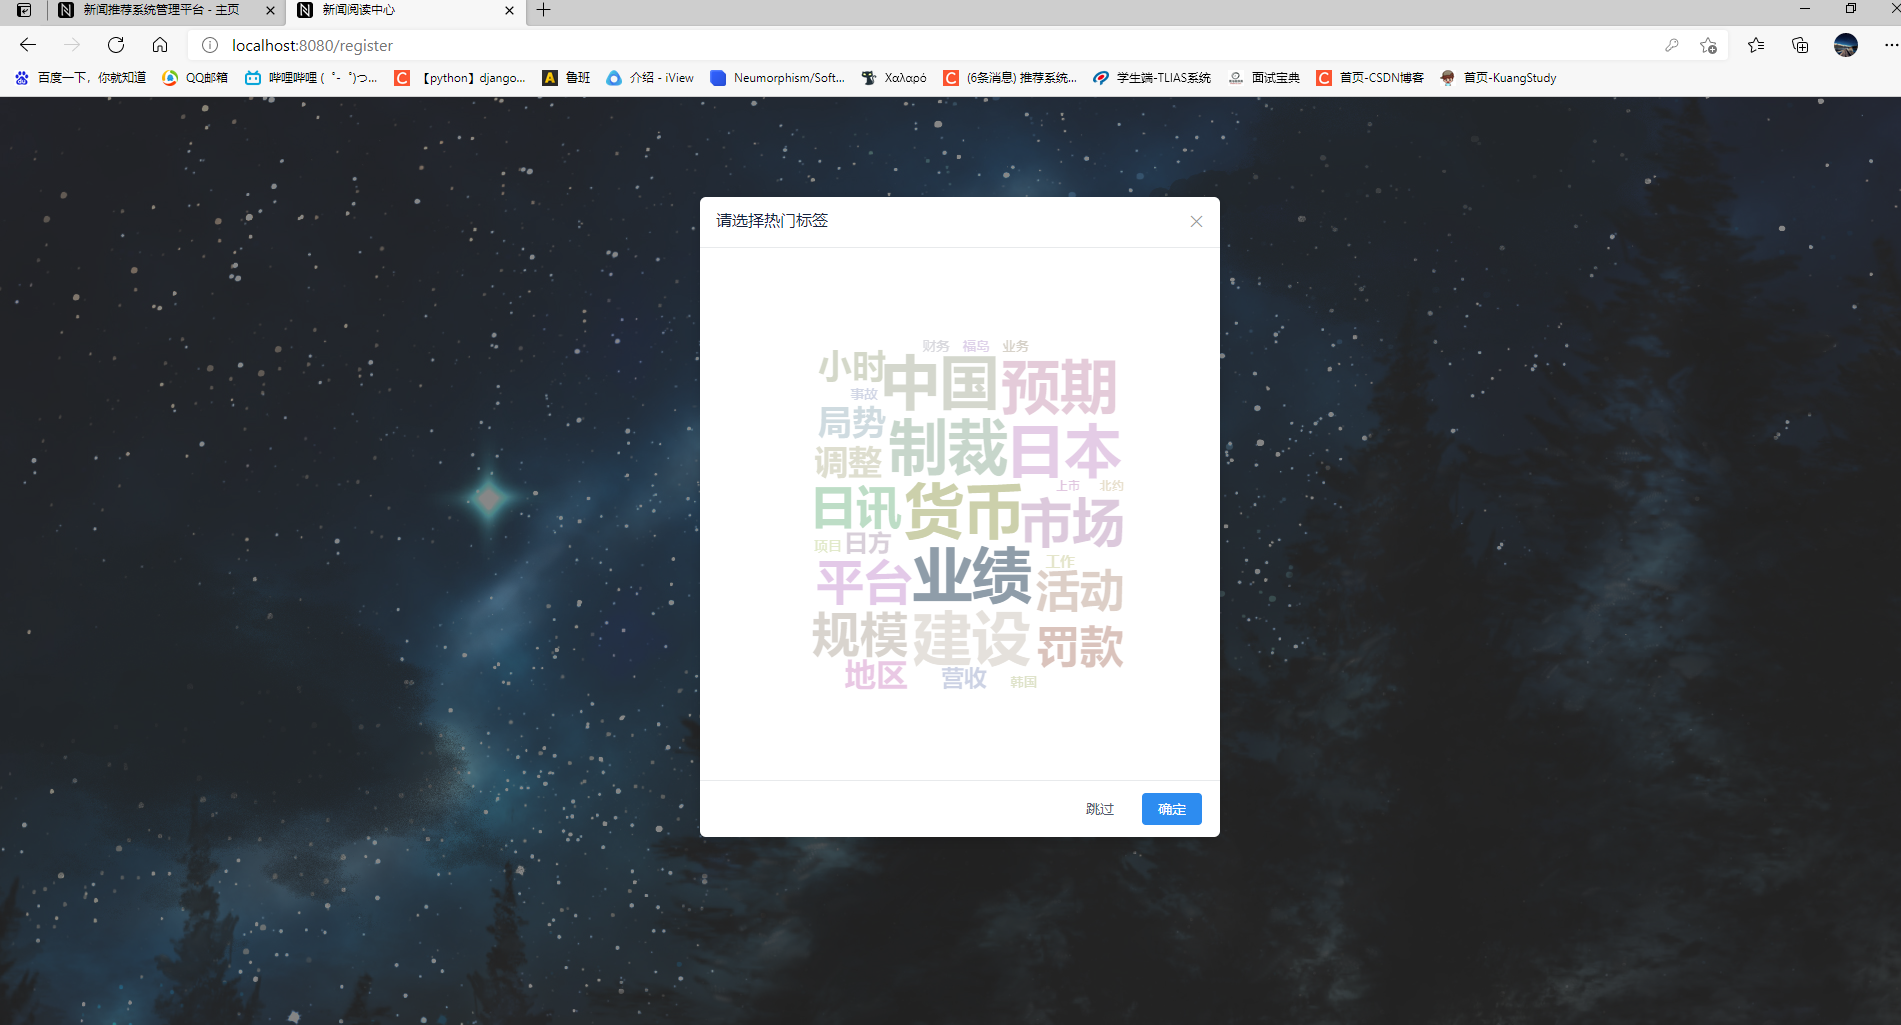 新闻推荐系统管理平台 - 主页
新闻阅读中心
localhost:8080/register
百度一下，你就知道
QQ邮箱
哔哩哔哩 (゜-゜)つ...
【python】django...
鲁班
介绍 - iView
Neumorphism/Soft...
Χαλαρό
(6条消息) 推荐系统...
学生端-TLIAS系统
面试宝典
首页-CSDN博客
首页-KuangStudy
请选择热门标签
财务 福岛 业务
小时 中国 预期
事故
局势 制裁 日本
调整
上市 北约
日讯 货币 市场
项目 日方
工作
平台 业绩 活动
规模 建设 罚款
地区 营收 韩国
跳过
确定